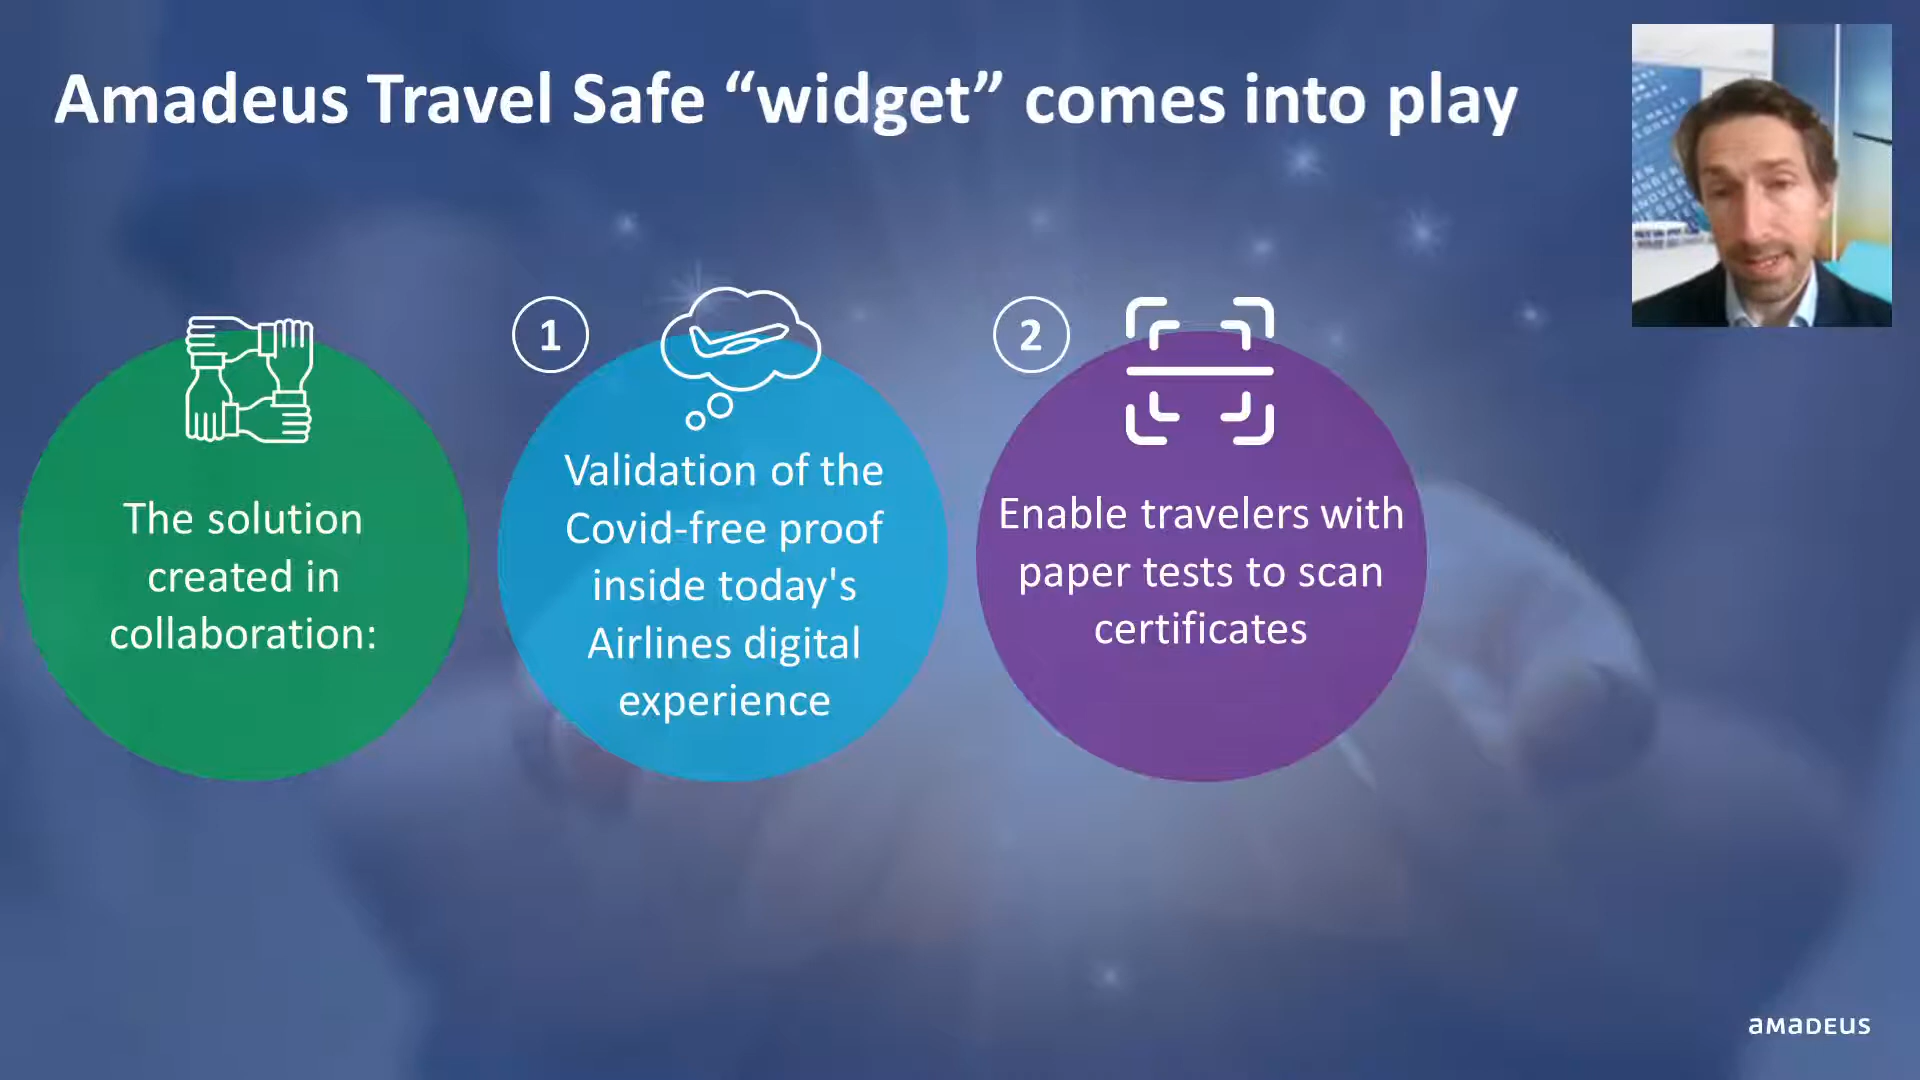 Amadeus Travel Safe “widget” comes into play
The solution
created in
collaboration:
1
Validation of the
Covid-free proof
inside today's
Airlines digital
experience
2
Enable travelers with
paper tests to scan
certificates
amadeus